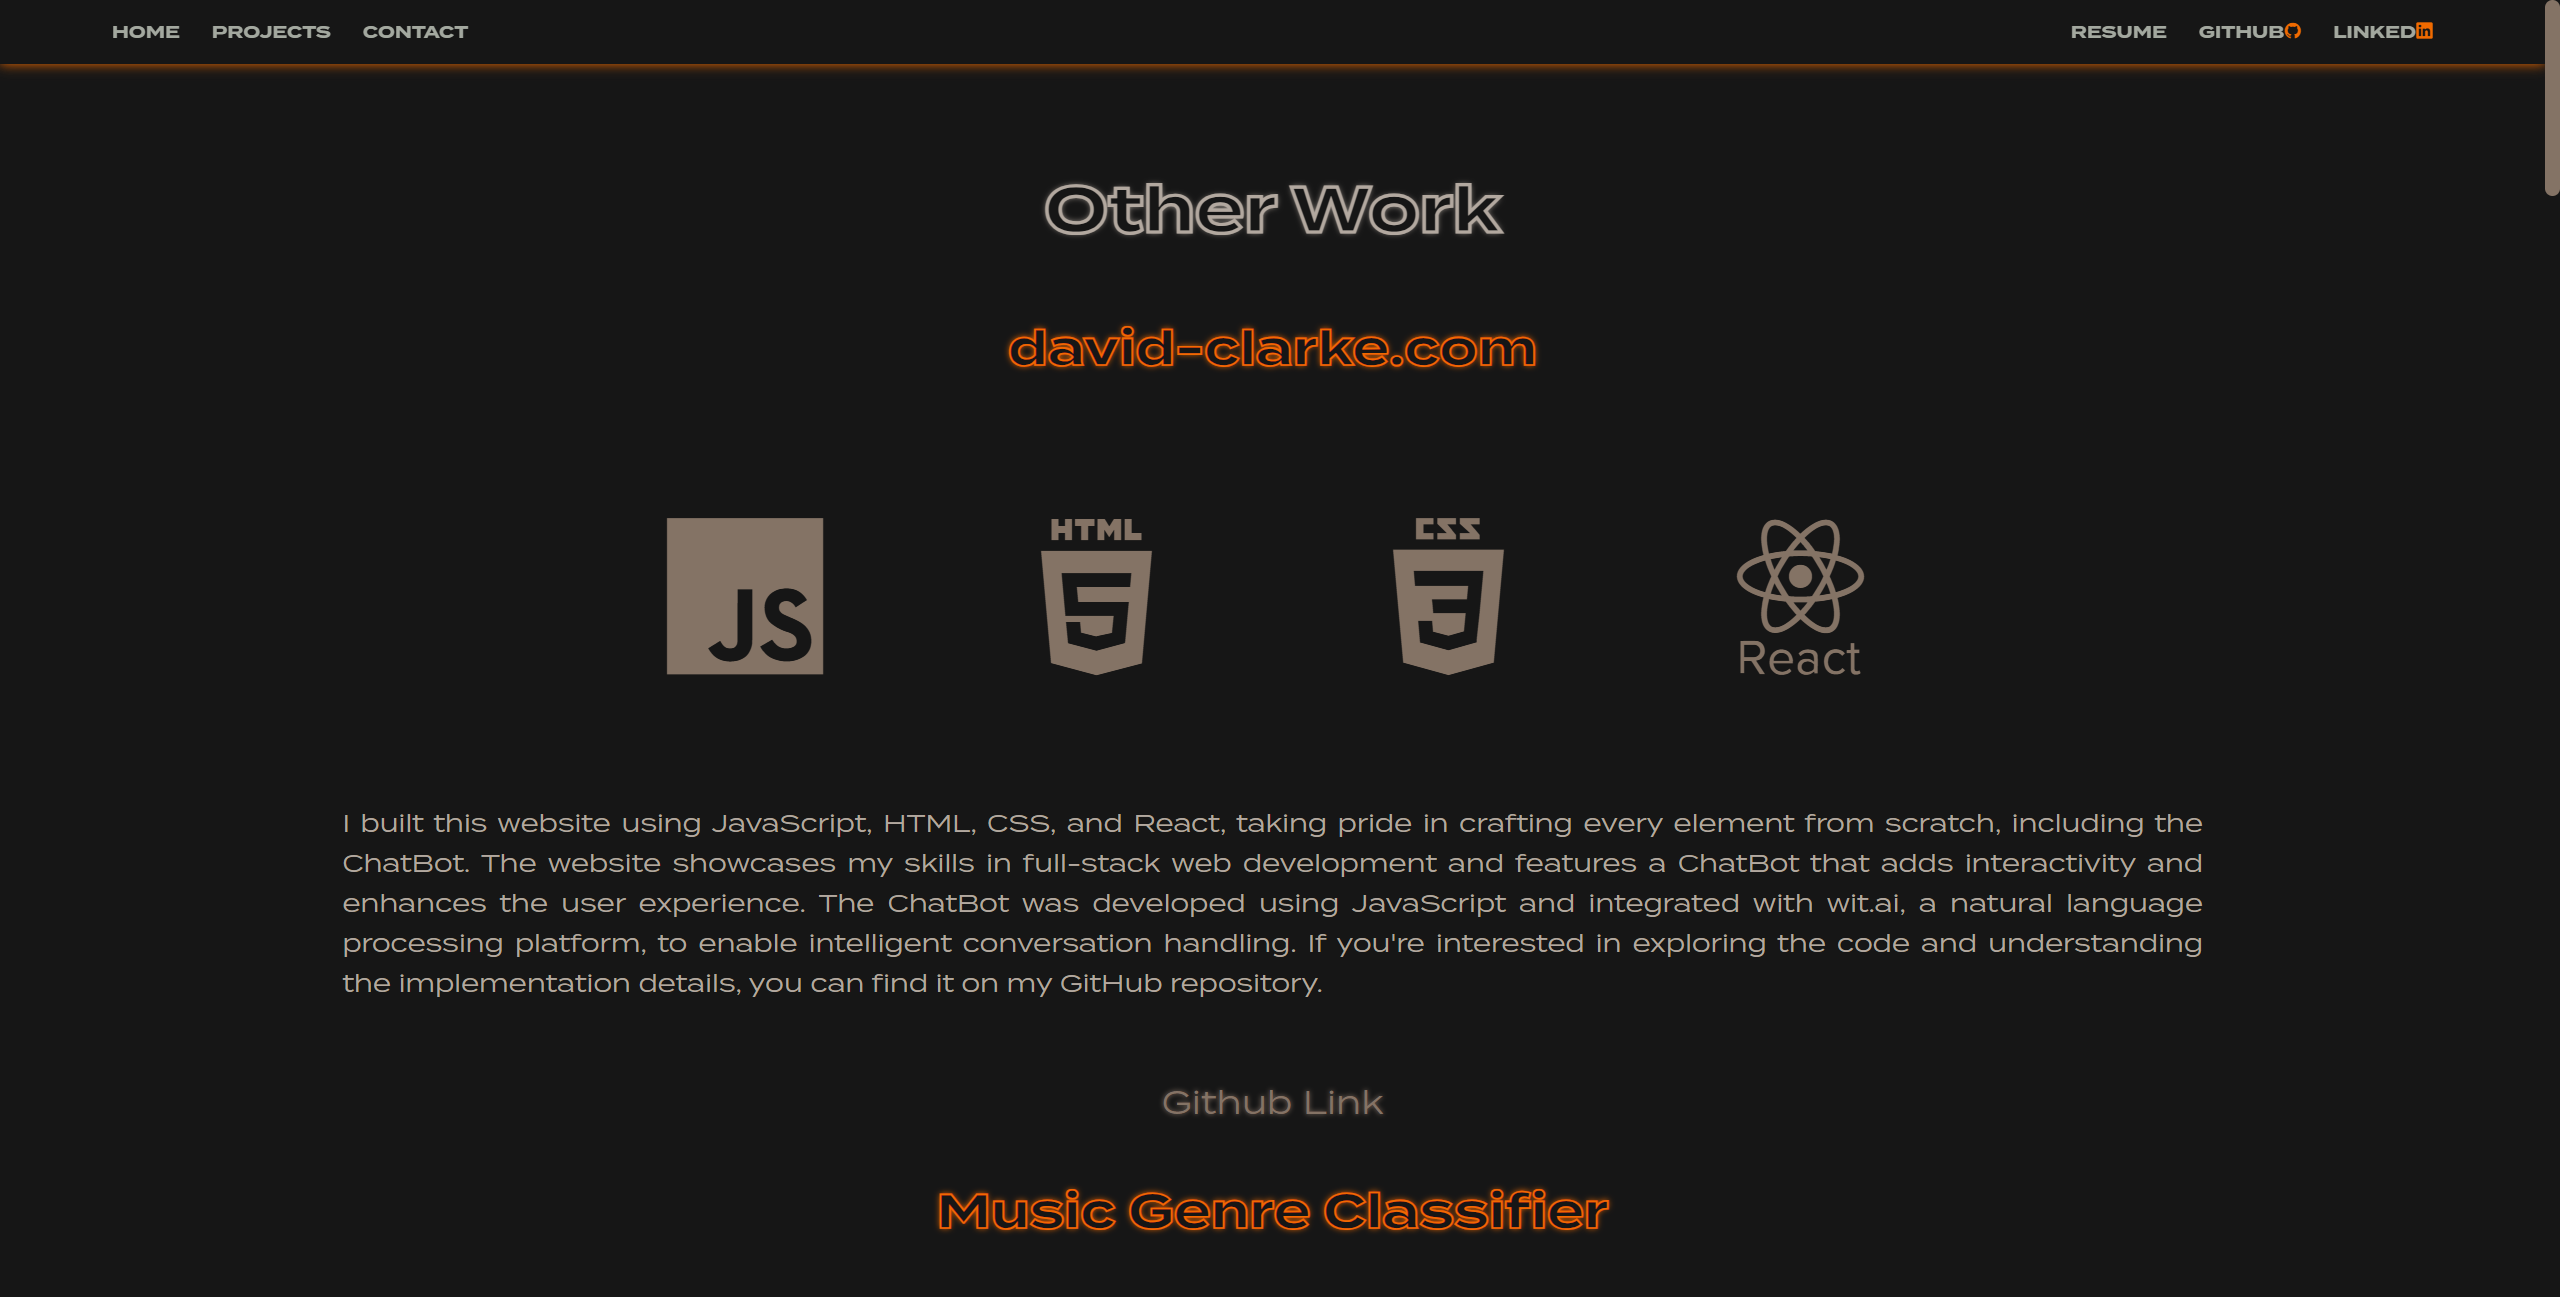 HOME PROJECTS CONTACT RESUME GITHUB LINKED in
Other Work
david-clarke.com
JS HTML 5 CSS 3 React
I built this website using JavaScript, HTML, CSS, and React, taking pride in crafting every element from scratch, including the
ChatBot. The website showcases my skills in full-stack web development and features a ChatBot that adds interactivity and
enhances the user experience. The ChatBot was developed using JavaScript and integrated with wit.ai, a natural language
processing platform, to enable intelligent conversation handling. If you're interested in exploring the code and understanding
the implementation details, you can find it on my GitHub repository.
Github Link
Music Genre Classifier